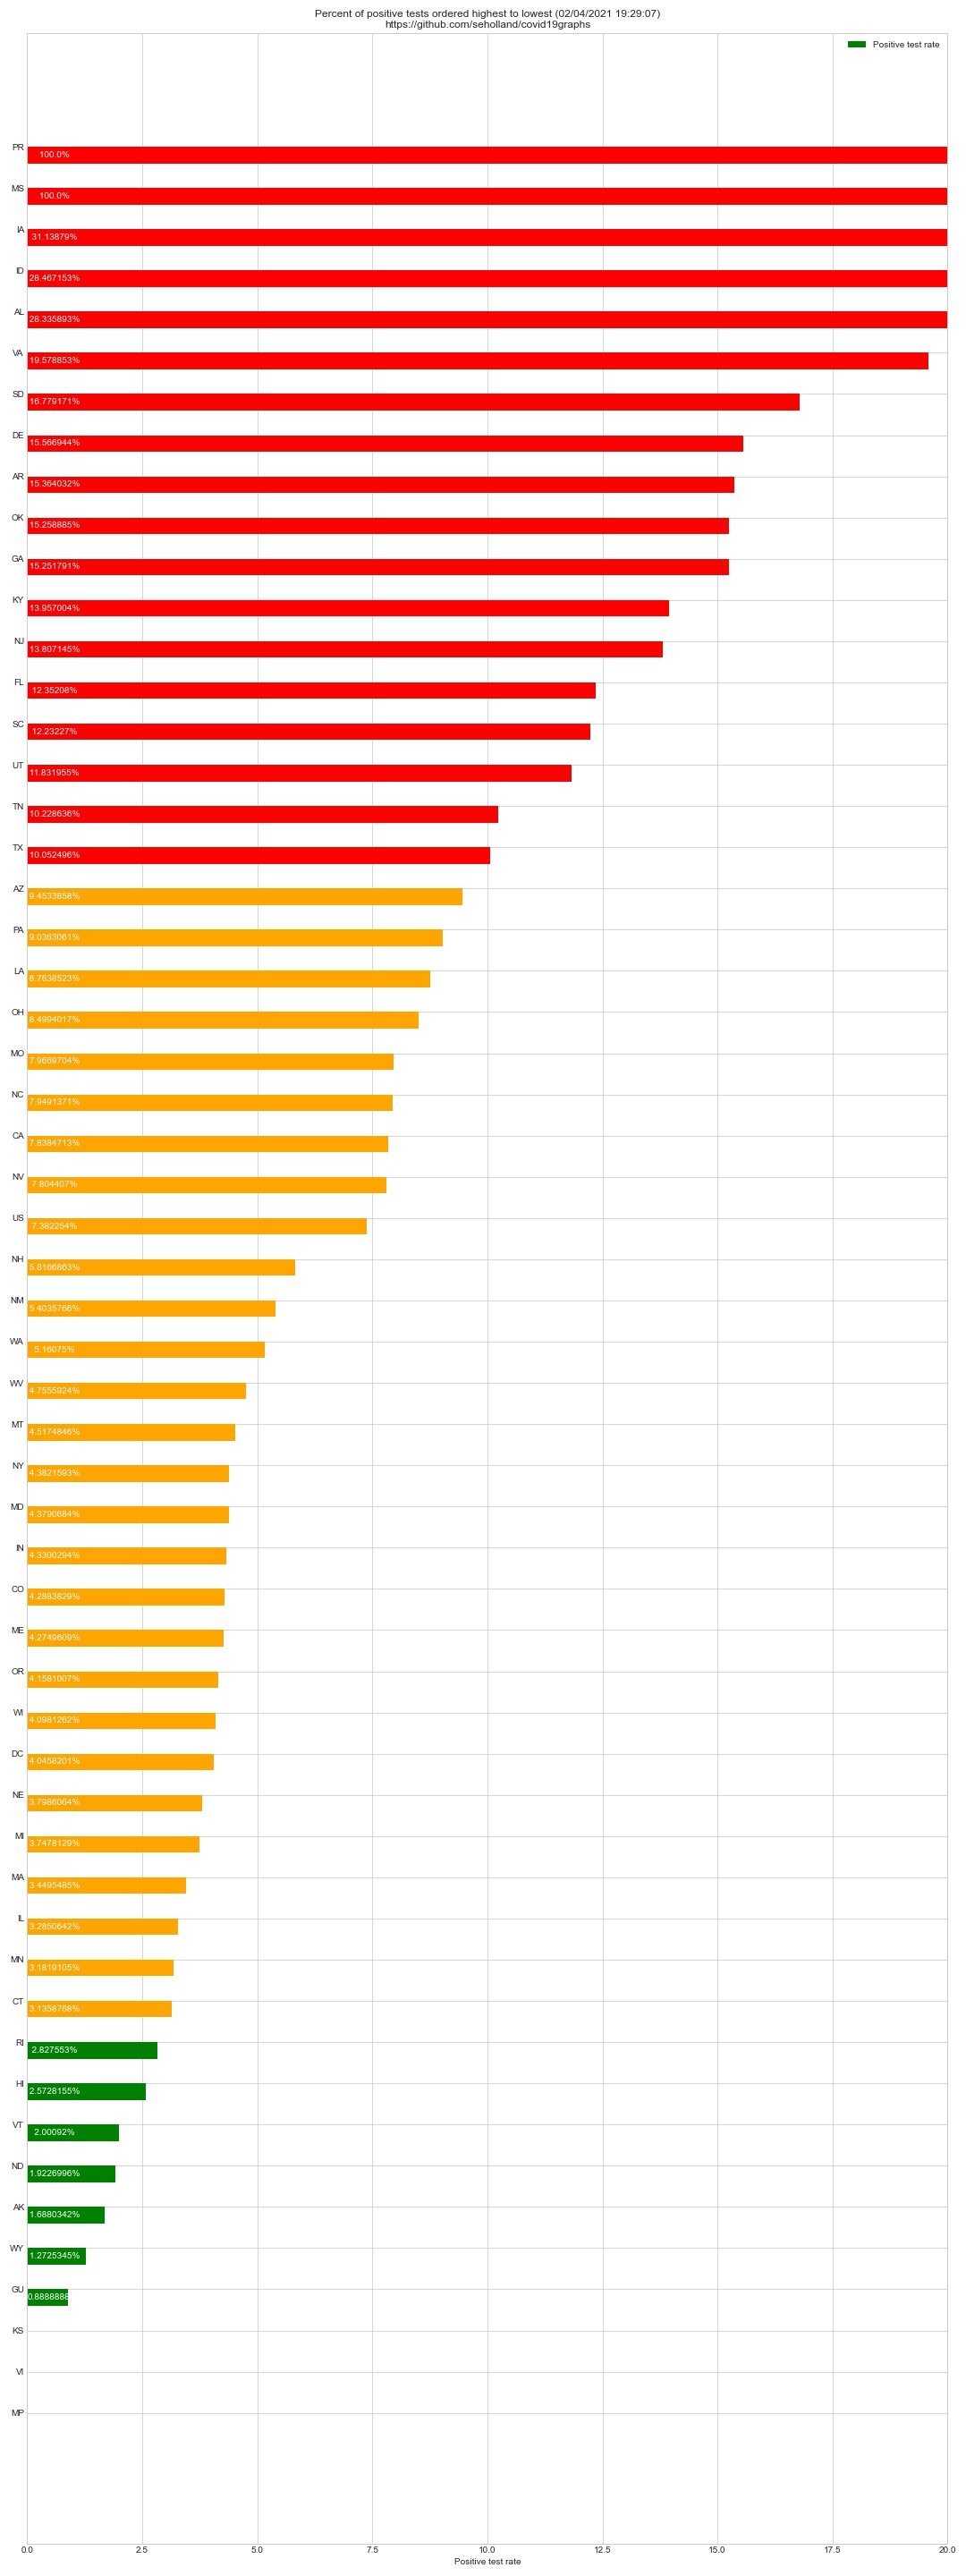 Percent of positive tests ordered highest to lowest (02/04/2021 19:29:07)
https://github.com/seholland/covid19graphs
Positive test rate
PR 100.0%
MS 100.0%
IA 31.13879%
ID 28.467153%
AL 28.335893%
VA 19.578853%
SD 16.779171%
DE 15.566944%
AR 15.364032%
OK 15.258885%
GA 15.251791%
KY 13.957004%
NJ 13.807145%
FL 12.35208%
SC 12.23227%
UT 11.831955%
TN 10.228636%
TX 10.052496%
AZ 9.4533858%
PA 9.0363061%
LA 8.7638523%
OH 8.4994017%
MO 7.9669704%
NC 7.9491371%
CA 7.8384713%
NV 7.804407%
US 7.382254%
NH 5.8166863%
NM 5.4035766%
WA 5.16075%
WV 4.7555924%
MT 4.5174846%
NY 4.3821593%
MD 4.3790684%
IN 4.3300294%
CO 4.2883829%
ME 4.2749609%
OR 4.1581007%
WI 4.0981262%
DC 4.0458201%
NE 3.7986064%
MI 3.7478129%
MA 3.4495485%
IL 3.2850642%
MN 3.1819105%
CT 3.1358768%
RI 2.827553%
HI 2.5728155%
VT 2.00092%
ND 1.9226996%
AK 1.6880342%
WY 1.2725345%
GU 0.8888888
KS
VI
MP
0.0 2.5 5.0 7.5 10.0 12.5 15.0 17.5 20.0
Positive test rate